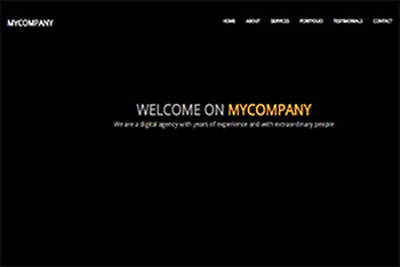 MYCOMPANY
HOME ABOUT SERVICES PORTFOLIO TESTIMONIALS CONTACT
WELCOME ON MYCOMPANY
We are a digital agency with years of experience and with extraordinary people